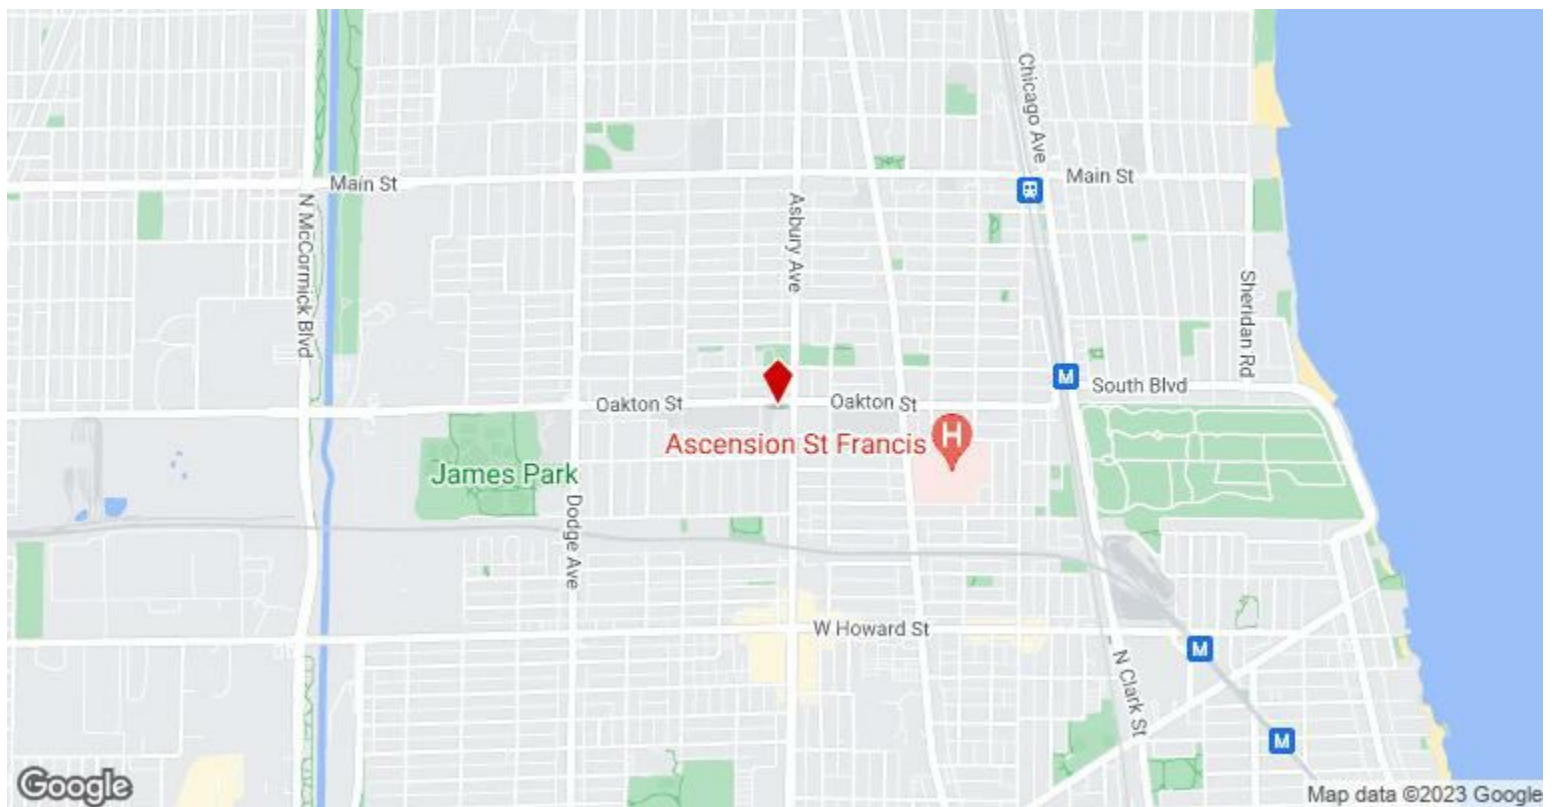 Chicago Ave
Main St
Main St
N McCormick Blvd
Asbury Ave
Sheridan Rd
M
South Blvd
Oakton St
Oakton St
H
Ascension St Francis
James Park
Dodge Ave
W Howard St
M
N Clark St
M
Google
Map data ©2023 Google